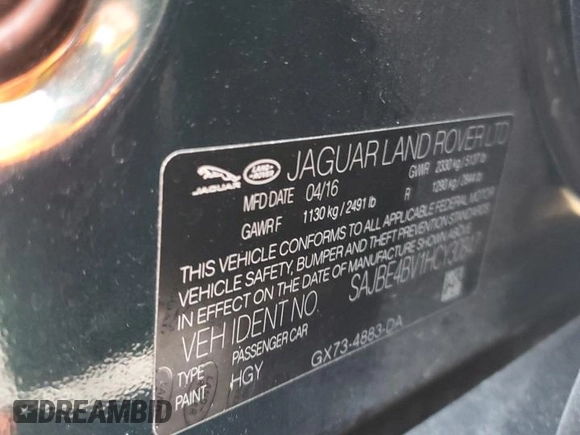 JAGUAR LAND ROVER LTD
JAGUAR
LAND ROVER
MFD DATE 04/16 GWR 2330 kg / 5137 lb
GAWR F 1130 kg / 2491 lb R 1290 kg / 2844 lb
THIS VEHICLE CONFORMS TO ALL APPLICABLE FEDERAL MOTOR
VEHICLE SAFETY, BUMPER AND THEFT PREVENTION STANDARDS
IN EFFECT ON THE DATE OF MANUFACTURE SHOWN ABOVE.
VEH IDENT NO
TYPE PASSENGER CAR
PAINT HGY GX73-4883-DA
DREAMBID